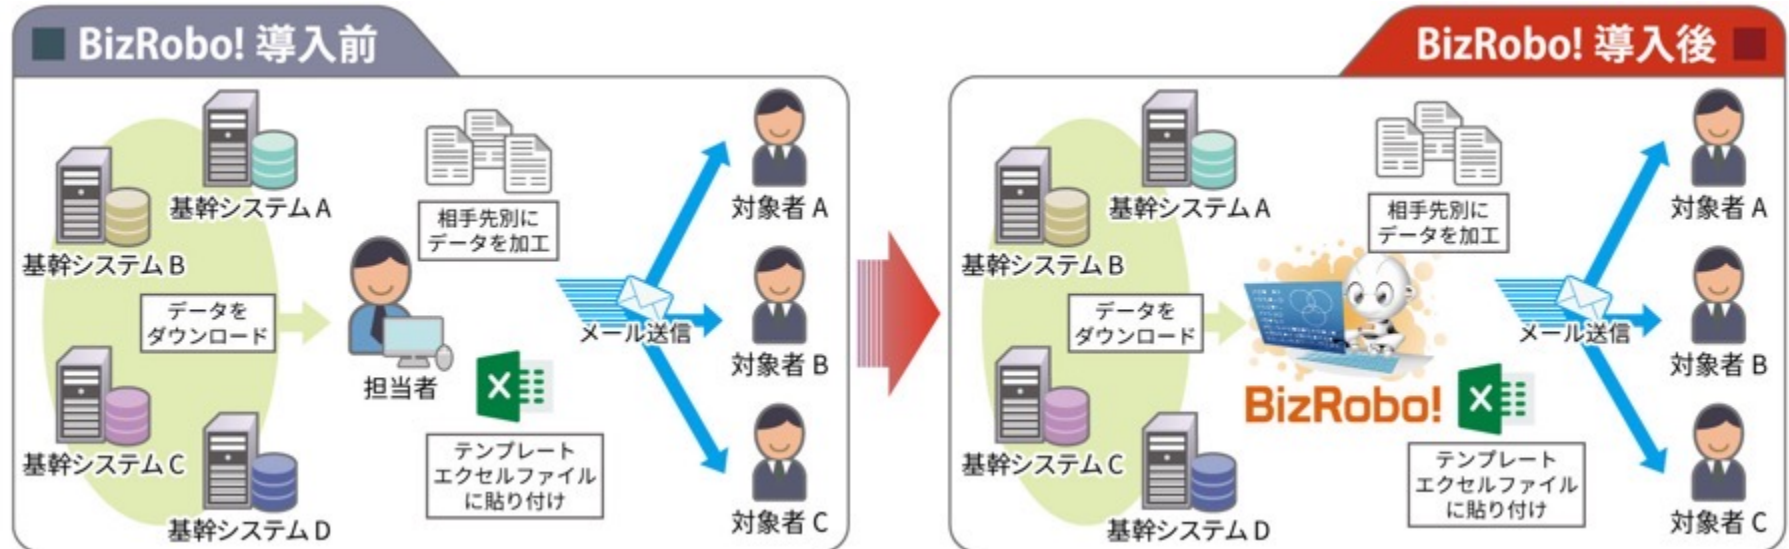 BizRobo! 導入前
基幹システム A
基幹システム B
データを
ダウンロード
基幹システム C
基幹システム D
相手先別に
データを加工
担当者
テンプレート
エクセルファイル
に貼り付け
メール送信
対象者 A
対象者 B
対象者 C
BizRobo! 導入後
基幹システム A
基幹システム B
データを
ダウンロード
基幹システム C
基幹システム D
相手先別に
データを加工
BizRobo!
テンプレート
エクセルファイル
に貼り付け
メール送信
対象者 A
対象者 B
対象者 C